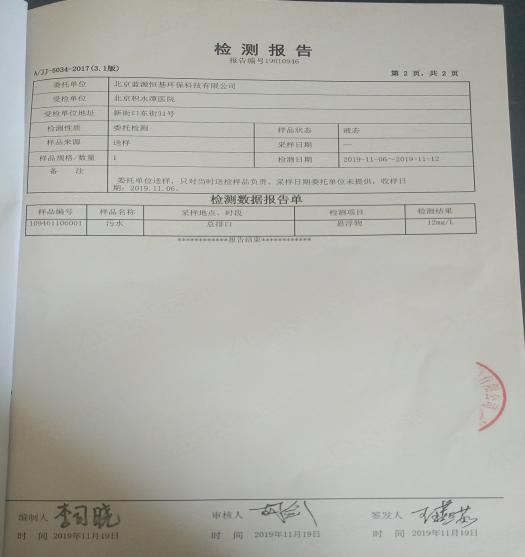 检测报告
报告编号19010946
A/JJ-5034-2017(3.1版)
第 2 页, 共 2 页
委托单位 北京蓝源恒基环保科技有限公司
受检单位 北京积水潭医院
受检单位地址 新街口东街31号
检测性质 委托检测 样品状态 液态
样品来源 送样 采样日期 —
样品规格/数量 1 检测日期 2019-11-06~2019-11-12
备 注 委托单位送样，只对当时送检样品负责。采样日期委托单位未提供，收样日
期：2019.11.06。
检测数据报告单
样品编号 样品名称 采样地点、时段 检测项目 检测结果
109461106001 污水 总排口 悬浮物 12mg/L
************报告结束************
有限公司
编制人 李司晓 审核人 签发人
时 间 2019年11月19日 时 间 2019年11月19日 时 间 2019年11月19日